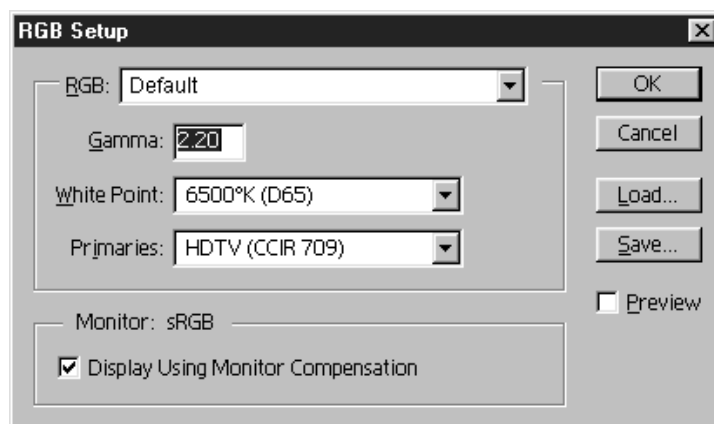 RGB Setup
RGB: Default
Gamma: 2.20
White Point: 6500°K (D65)
Primaries: HDTV (CCIR 709)
Monitor: sRGB
Display Using Monitor Compensation
OK
Cancel
Load...
Save...
Preview